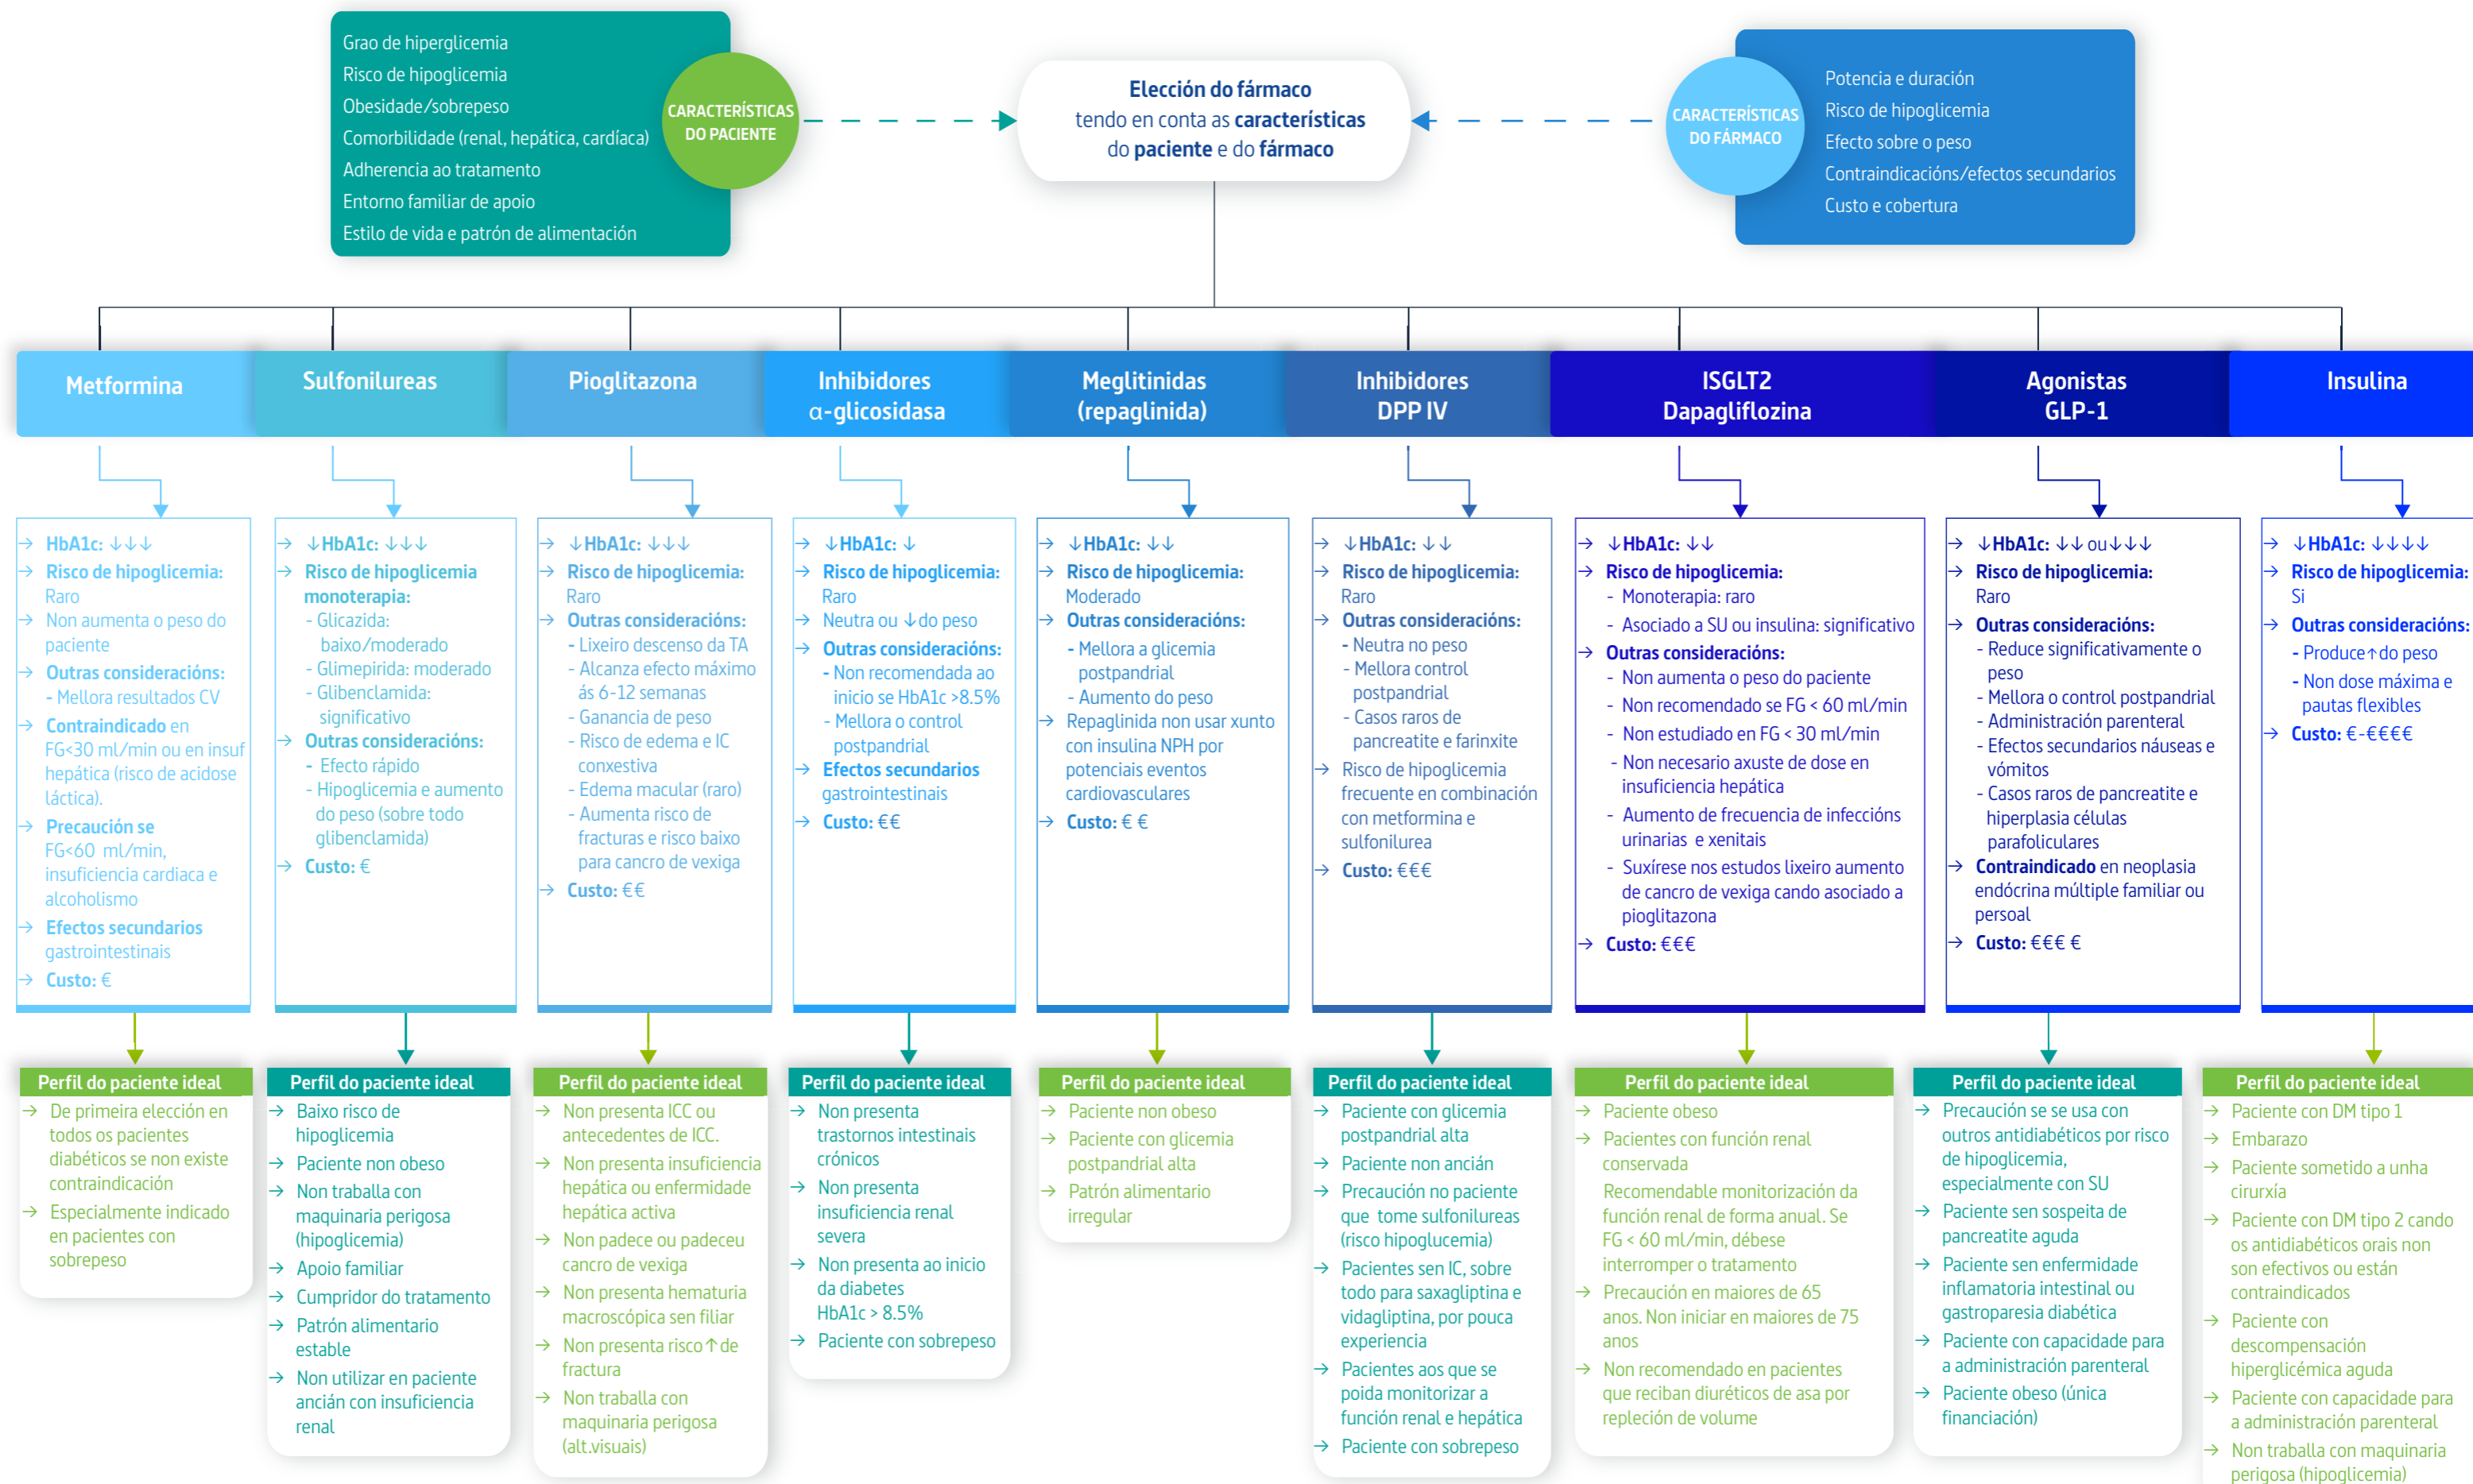 Grao de hiperglicemia
Risco de hipoglicemia
Obesidade/sobrepeso
Comorbilidade (renal, hepática, cardíaca)
Adherencia ao tratamento
Entorno familiar de apoio
Estilo de vida e patrón de alimentación
CARACTERÍSTICAS
DO PACIENTE
Elección do fármaco
tendo en conta as características
do paciente e do fármaco
CARACTERÍSTICAS
DO FÁRMACO
Potencia e duración
Risco de hipoglicemia
Efecto sobre o peso
Contraindicacións/efectos secundarios
Custo e cobertura
Metformina
→ HbA1c: ↓↓↓
→ Risco de hipoglicemia:
Raro
→ Non aumenta o peso do
paciente
→ Outras consideracións:
- Mellora resultados CV
→ Contraindicado en
FG<30 ml/min ou en insuf
hepática (risco de acidose
láctica).
→ Precaución se
FG<60 ml/min,
insuficiencia cardiaca e
alcoholismo
→ Efectos secundarios
gastrointestinais
→ Custo: €
Perfil do paciente ideal
→ De primeira elección en
todos os pacientes
diabéticos se non existe
contraindicación
→ Especialmente indicado
en pacientes con
sobrepeso
Sulfonilureas
→ ↓HbA1c: ↓↓↓
→ Risco de hipoglicemia
monoterapia:
- Glicazida:
baixo/moderado
- Glimepirida: moderado
- Glibenclamida:
significativo
→ Outras consideracións:
- Efecto rápido
- Hipoglicemia e aumento
do peso (sobre todo
glibenclamida)
→ Custo: €
Perfil do paciente ideal
→ Baixo risco de
hipoglicemia
→ Paciente non obeso
→ Non traballa con
maquinaria perigosa
(hipoglicemia)
→ Apoio familiar
→ Cumpridor do tratamento
→ Patrón alimentario
estable
→ Non utilizar en paciente
ancián con insuficiencia
renal
Pioglitazona
→ ↓HbA1c: ↓↓↓
→ Risco de hipoglicemia:
Raro
→ Outras consideracións:
- Lixeiro descenso da TA
- Alcanza efecto máximo
ás 6-12 semanas
- Ganancia de peso
- Risco de edema e IC
conxestiva
- Edema macular (raro)
- Aumenta risco de
fracturas e risco baixo
para cancro de vexiga
→ Custo: €€
Perfil do paciente ideal
→ Non presenta ICC ou
antecedentes de ICC.
→ Non presenta insuficiencia
hepática ou enfermidade
hepática activa
→ Non padece ou padeceu
cancro de vexiga
→ Non presenta hematuria
macroscópica sen filiar
→ Non presenta risco↑de
fractura
→ Non traballa con
maquinaria perigosa
(alt.visuais)
Inhibidores
α-glicosidasa
→ ↓HbA1c: ↓
→ Risco de hipoglicemia:
Raro
→ Neutra ou ↓do peso
→ Outras consideracións:
- Non recomendada ao
inicio se HbA1c >8.5%
- Mellora o control
postpandrial
→ Efectos secundarios
gastrointestinais
→ Custo: €€
Perfil do paciente ideal
→ Non presenta
trastornos intestinais
crónicos
→ Non presenta
insuficiencia renal
severa
→ Non presenta ao inicio
da diabetes
HbA1c > 8.5%
→ Paciente con sobrepeso
Meglitinidas
(repaglinida)
→ ↓HbA1c: ↓↓
→ Risco de hipoglicemia:
Moderado
→ Outras consideracións:
- Mellora a glicemia
postpandrial
- Aumento do peso
→ Repaglinida non usar xunto
con insulina NPH por
potenciais eventos
cardiovasculares
→ Custo: € €
Perfil do paciente ideal
→ Paciente non obeso
→ Paciente con glicemia
postpandrial alta
→ Patrón alimentario
irregular
Inhibidores
DPP IV
→ ↓HbA1c: ↓↓
→ Risco de hipoglicemia:
Raro
→ Outras consideracións:
- Neutra no peso
- Mellora control
postpandrial
- Casos raros de
pancreatite e farinxite
→ Risco de hipoglicemia
frecuente en combinación
con metformina e
sulfonilurea
→ Custo: €€€
Perfil do paciente ideal
→ Paciente con glicemia
postpandrial alta
→ Paciente non ancián
→ Precaución no paciente
que tome sulfonilureas
(risco hipoglucemia)
→ Pacientes sen IC, sobre
todo para saxagliptina e
vidagliptina, por pouca
experiencia
→ Pacientes aos que se
poida monitorizar a
función renal e hepática
→ Paciente con sobrepeso
ISGLT2
Dapagliflozina
→ ↓HbA1c: ↓↓
→ Risco de hipoglicemia:
- Monoterapia: raro
- Asociado a SU ou insulina: significativo
→ Outras consideracións:
- Non aumenta o peso do paciente
- Non recomendado se FG < 60 ml/min
- Non estudiado en FG < 30 ml/min
- Non necesario axuste de dose en
insuficiencia hepática
- Aumento de frecuencia de infeccións
urinarias e xenitais
- Suxírese nos estudos lixeiro aumento
de cancro de vexiga cando asociado a
pioglitazona
→ Custo: €€€
Perfil do paciente ideal
→ Paciente obeso
→ Pacientes con función renal
conservada
Recomendable monitorización da
función renal de forma anual. Se
FG < 60 ml/min, débese
interromper o tratamento
→ Precaución en maiores de 65
anos. Non iniciar en maiores de 75
anos
→ Non recomendado en pacientes
que reciban diuréticos de asa por
repleción de volume
Agonistas
GLP-1
→ ↓HbA1c: ↓↓ou↓↓↓
→ Risco de hipoglicemia:
Raro
→ Outras consideracións:
- Reduce significativamente o
peso
- Mellora o control postpandrial
- Administración parenteral
- Efectos secundarios náuseas e
vómitos
- Casos raros de pancreatite e
hiperplasia células
parafoliculares
→ Contraindicado en neoplasia
endócrina múltiple familiar ou
persoal
→ Custo: €€€ €
Perfil do paciente ideal
→ Precaución se se usa con
outros antidiabéticos por risco
de hipoglicemia,
especialmente con SU
→ Paciente sen sospeita de
pancreatite aguda
→ Paciente sen enfermidade
inflamatoria intestinal ou
gastroparesia diabética
→ Paciente con capacidade para
a administración parenteral
→ Paciente obeso (única
financiación)
Insulina
→ ↓HbA1c: ↓↓↓↓
→ Risco de hipoglicemia:
Si
→ Outras consideracións:
- Produce↑do peso
- Non dose máxima e
pautas flexibles
→ Custo: €-€€€€
Perfil do paciente ideal
→ Paciente con DM tipo 1
→ Embarazo
→ Paciente sometido a unha
cirurxía
→ Paciente con DM tipo 2 cando
os antidiabéticos orais non
son efectivos ou están
contraindicados
→ Paciente con
descompensación
hiperglicémica aguda
→ Paciente con capacidade para
a administración parenteral
→ Non traballa con maquinaria
perigosa (hipoglicemia)